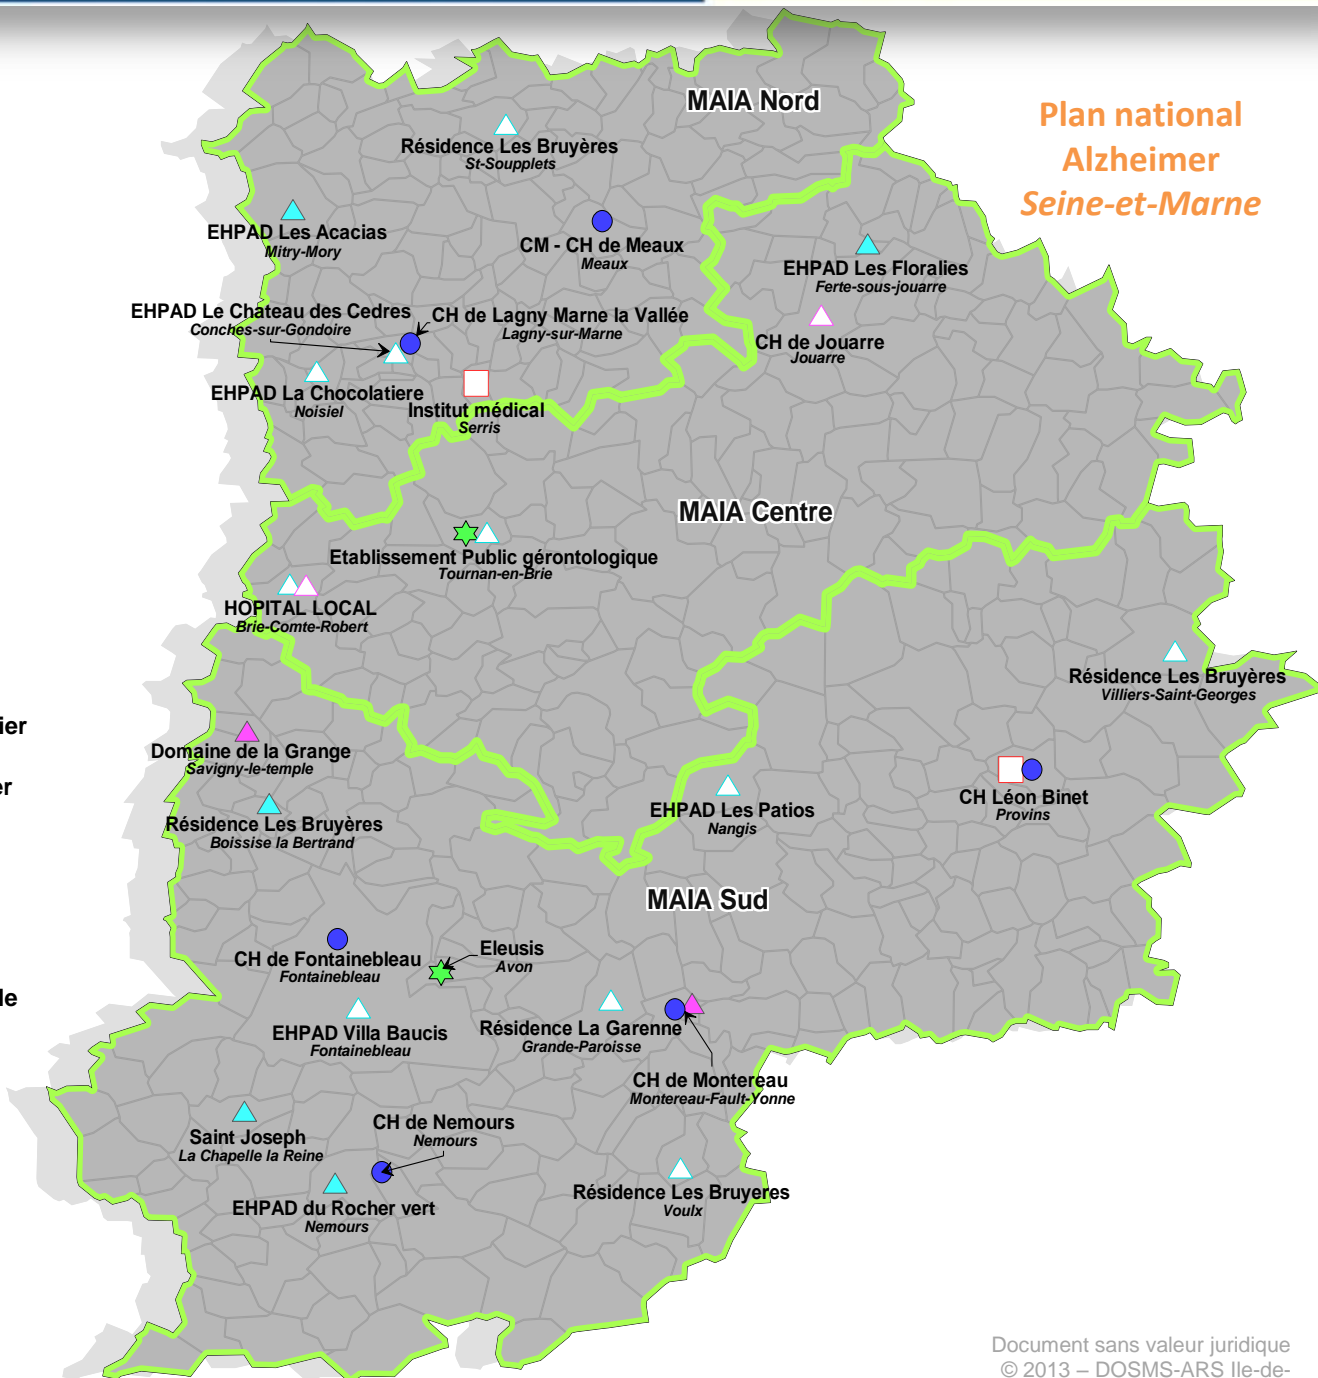 MAIA Nord
Plan national
Alzheimer
Seine-et-Marne
Résidence Les Bruyères
St-Soupplets
EHPAD Les Acacias
Mitry-Mory
CM - CH de Meaux
Meaux
EHPAD Les Floralies
Ferte-sous-jouarre
EHPAD Le Chateau des Cedres
Conches-sur-Gondoire
CH de Lagny Marne la Vallée
Lagny-sur-Marne
CH de Jouarre
Jouarre
EHPAD La Chocolatiere
Noisiel
Institut médical
Serris
MAIA Centre
Etablissement Public gérontologique
Tournan-en-Brie
HOPITAL LOCAL
Brie-Comte-Robert
Résidence Les Bruyères
Villiers-Saint-Georges
ier
Domaine de la Grange
Savigny-le-temple
er
Résidence Les Bruyères
Boissise la Bertrand
EHPAD Les Patios
Nangis
CH Léon Binet
Provins
MAIA Sud
CH de Fontainebleau
Fontainebleau
Eleusis
Avon
le
EHPAD Villa Baucis
Fontainebleau
Résidence La Garenne
Grande-Paroisse
CH de Montereau
Montereau-Fault-Yonne
Saint Joseph
La Chapelle la Reine
CH de Nemours
Nemours
EHPAD du Rocher vert
Nemours
Résidence Les Bruyeres
Voulx
Document sans valeur juridique
© 2013 – DOSMS-ARS Ile-de-